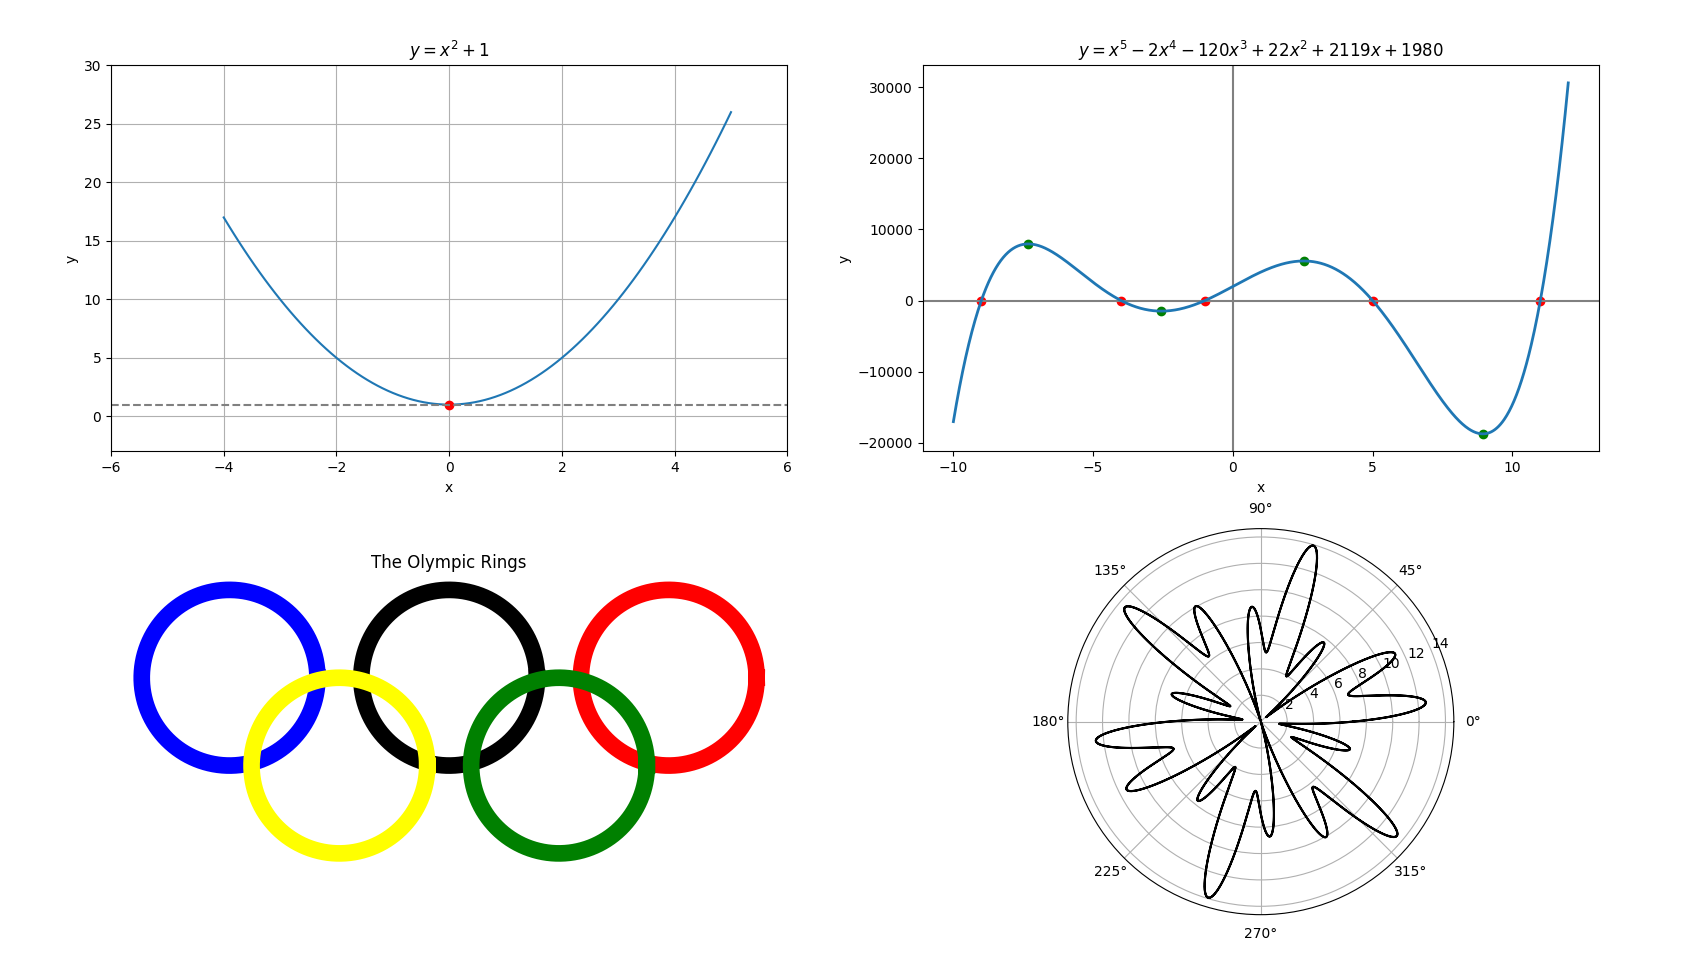 y = x² + 1
30
25
20
15
10
5
0
y
−6 −4 −2 0 2 4 6
x
y = x⁵ − 2x⁴ − 120x³ + 22x² + 2119x + 1980
30000
20000
10000
0
−10000
−20000
y
−10 −5 0 5 10
x
The Olympic Rings
90°
135° 45°
14
12
10
8
6
4
2
180° 0°
225° 315°
270°